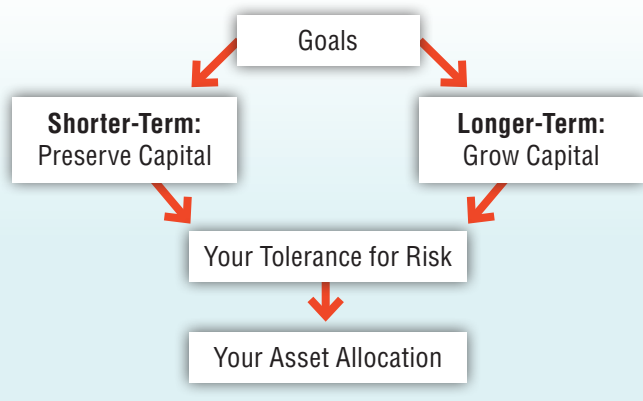 Goals
Shorter-Term:
Preserve Capital
Longer-Term:
Grow Capital
Your Tolerance for Risk
Your Asset Allocation